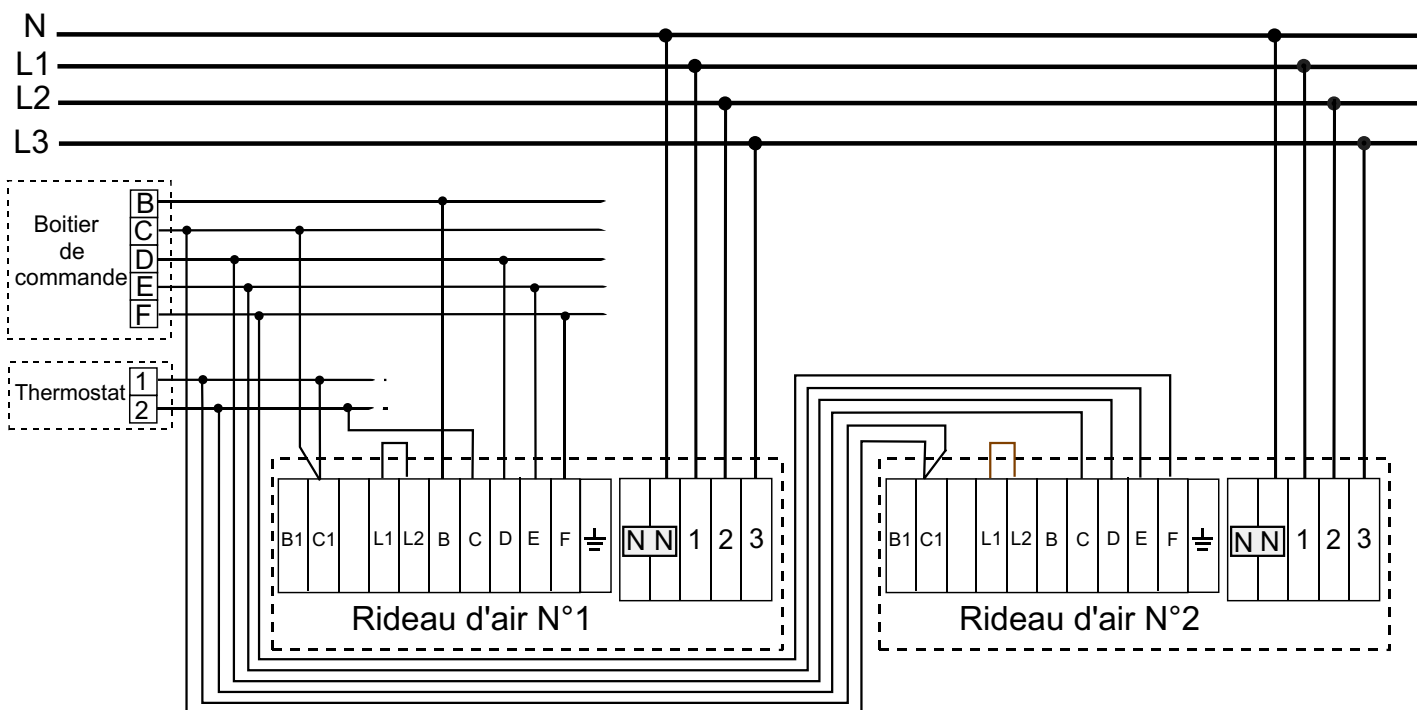 N
L1
L2
L3
Boitier
de
commande
B
C
D
E
F
Thermostat
1
2
B1 C1 L1 L2 B C D E F N N 1 2 3
Rideau d'air N°1
B1 C1 L1 L2 B C D E F N N 1 2 3
Rideau d'air N°2